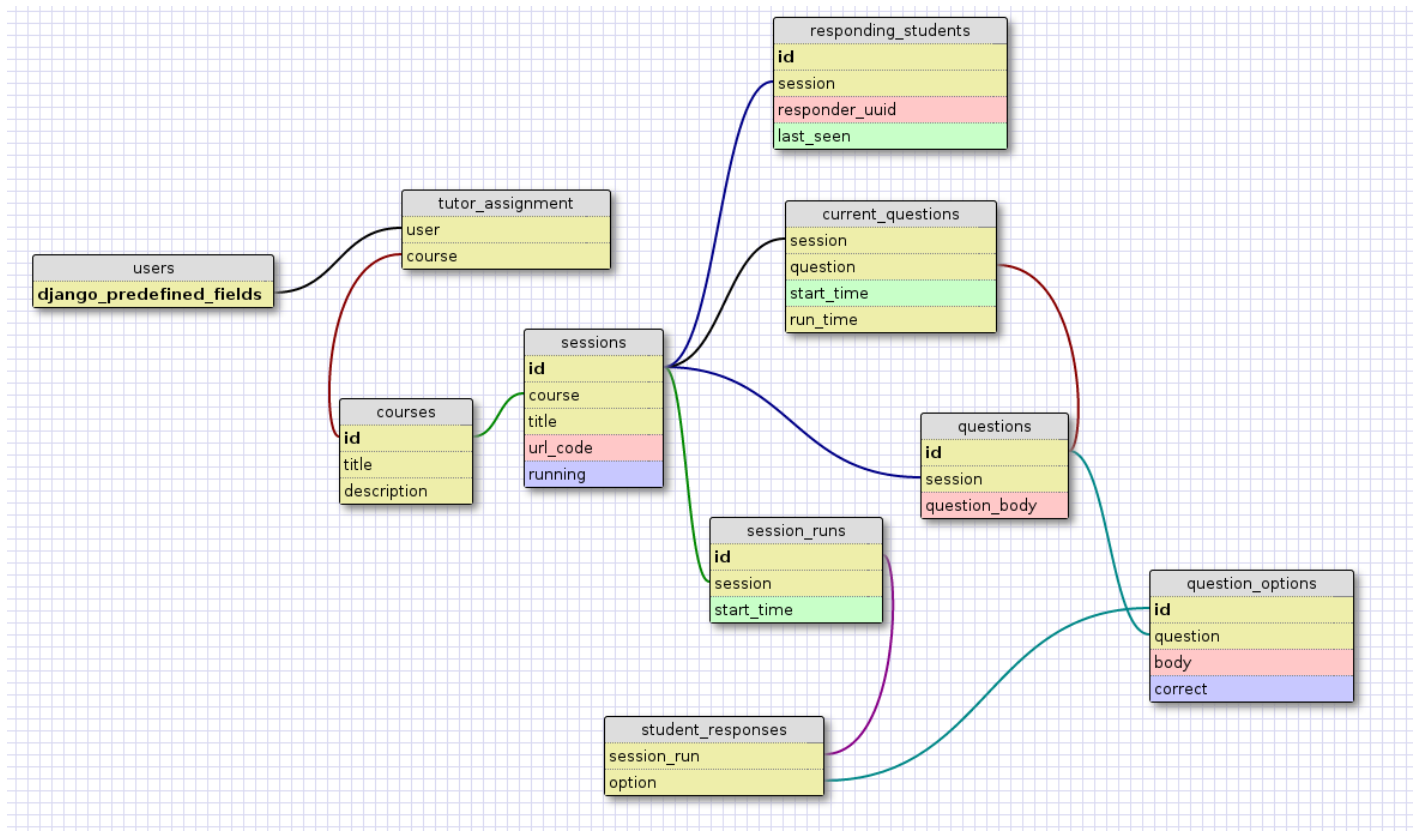 responding_students
id
session
responder_uuid
last_seen
tutor_assignment
user
course
current_questions
session
question
start_time
run_time
users
django_predefined_fields
sessions
id
course
title
url_code
running
courses
id
title
description
questions
id
session
question_body
session_runs
id
session
start_time
question_options
id
question
body
correct
student_responses
session_run
option